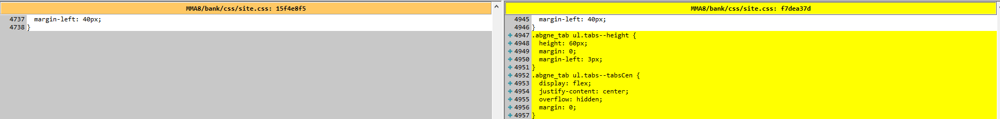 MMA8/bank/css/site.css: 15f4e8f5
4737 margin-left: 40px;
4738 }
MMA8/bank/css/site.css: f7dea37d
4945 margin-left: 40px;
4946 }
+ 4947 .abgne_tab ul.tabs--height {
+ 4948 height: 60px;
+ 4949 margin: 0;
+ 4950 margin-left: 3px;
+ 4951 }
+ 4952 .abgne_tab ul.tabs--tabsCen {
+ 4953 display: flex;
+ 4954 justify-content: center;
+ 4955 overflow: hidden;
+ 4956 margin: 0;
+ 4957 }